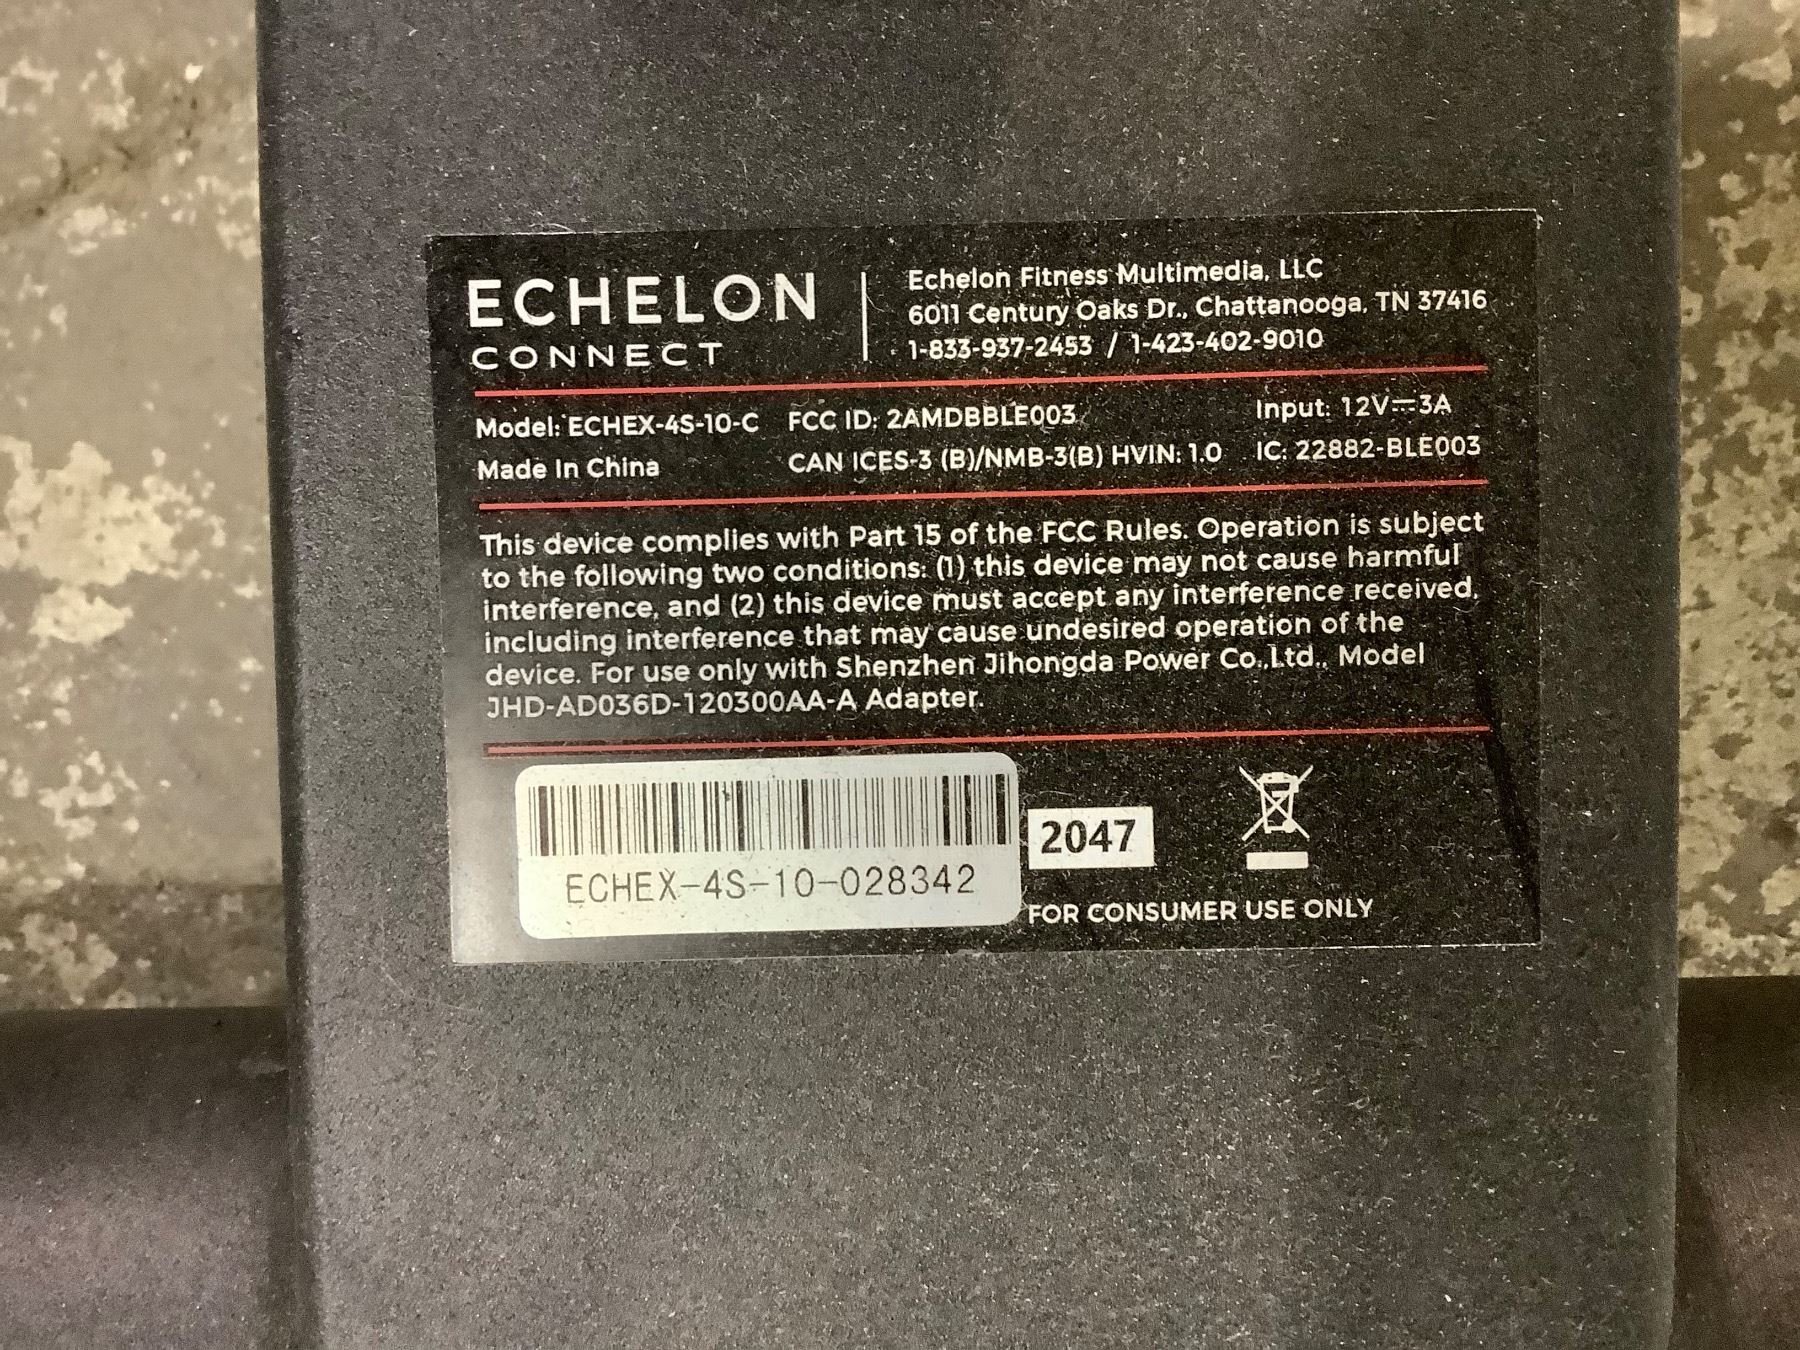 ECHELON
CONNECT
Echelon Fitness Multimedia, LLC
6011 Century Oaks Dr., Chattanooga, TN 37416
1-833-937-2453 / 1-423-402-9010
Model: ECHEX-4S-10-C FCC ID: 2AMDBBLE003 Input: 12V⎓3A
Made In China CAN ICES-3 (B)/NMB-3(B) HVIN: 1.0 IC: 22882-BLE003
This device complies with Part 15 of the FCC Rules. Operation is subject
to the following two conditions: (1) this device may not cause harmful
interference, and (2) this device must accept any interference received,
including interference that may cause undesired operation of the
device. For use only with Shenzhen Jihongda Power Co.,Ltd., Model
JHD-AD036D-120300AA-A Adapter.
2047
ECHEX-4S-10-028342
FOR CONSUMER USE ONLY